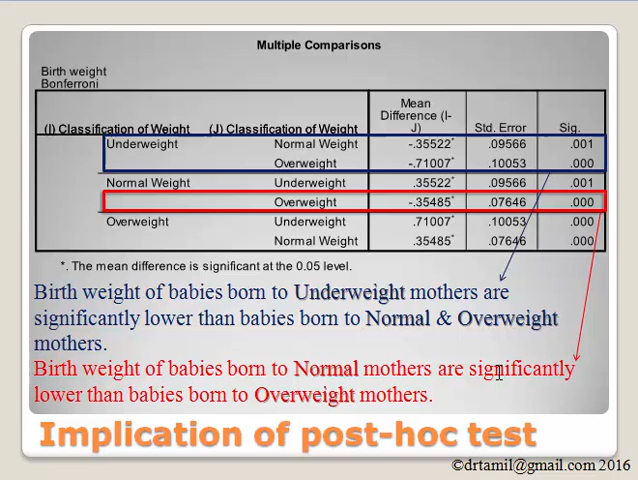 Multiple Comparisons
Birth weight
Bonferroni
Mean
Difference (I-
(I) Classification of Weight (J) Classification of Weight J) Std. Error Sig.
Underweight Normal Weight -.35522* .09566 .001
Overweight -.71007* .10053 .000
Normal Weight Underweight .35522* .09566 .001
Overweight -.35485* .07646 .000
Overweight Underweight .71007* .10053 .000
Normal Weight .35485* .07646 .000
*. The mean difference is significant at the 0.05 level.
Birth weight of babies born to Underweight mothers are
significantly lower than babies born to Normal & Overweight
mothers.
Birth weight of babies born to Normal mothers are significantly
lower than babies born to Overweight mothers.
Implication of post-hoc test
©drtamil@gmail.com 2016